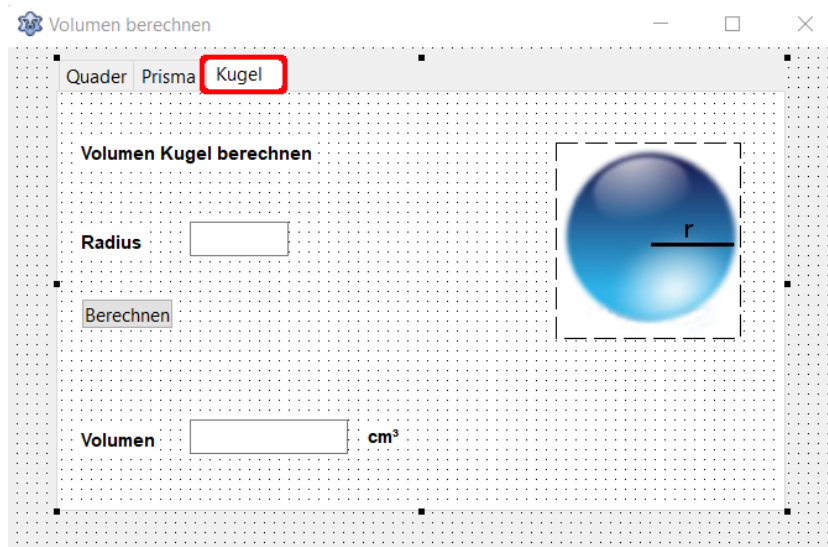 Volumen berechnen
Quader Prisma Kugel
Volumen Kugel berechnen
r
Radius
Berechnen
Volumen cm³